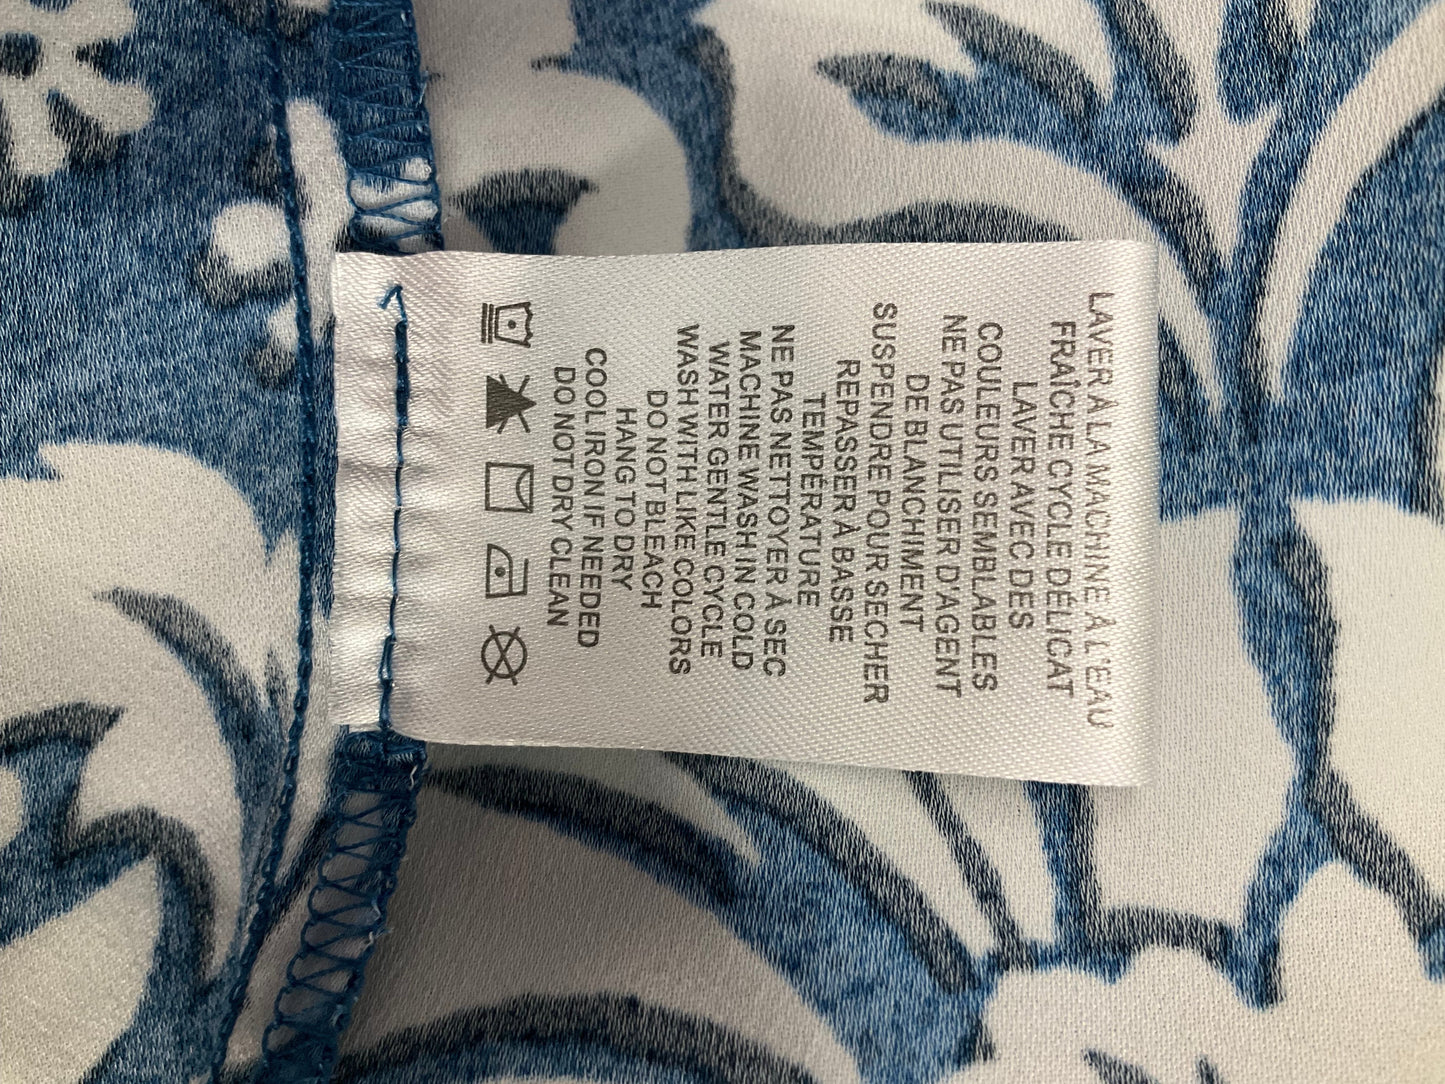 LAVER À LA MACHINE À L'EAU
FRAÎCHE CYCLE DÉLICAT
LAVER AVEC DES
COULEURS SEMBLABLES
NE PAS UTILISER D'AGENT
DE BLANCHIMENT
SUSPENDRE POUR SECHER
REPASSER À BASSE
TEMPÉRATURE
NE PAS NETTOYER À SEC
MACHINE WASH IN COLD
WATER GENTLE CYCLE
WASH WITH LIKE COLORS
DO NOT BLEACH
HANG TO DRY
COOL IRON IF NEEDED
DO NOT DRY CLEAN